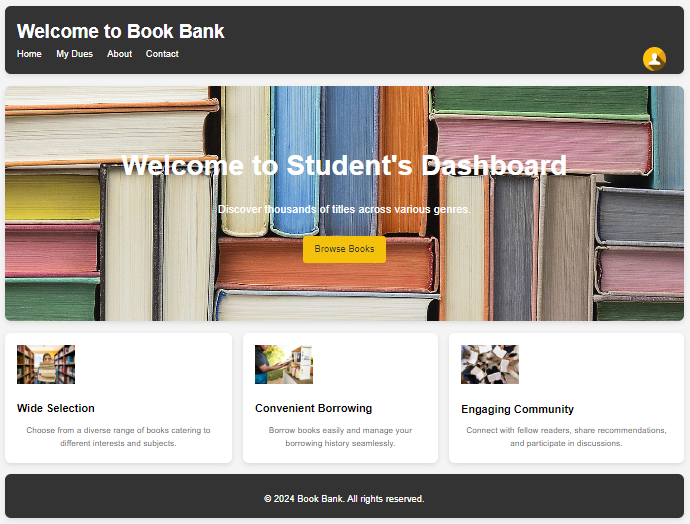 Welcome to Book Bank
Home My Dues About Contact
Welcome to Student's Dashboard
Discover thousands of titles across various genres.
Browse Books
Wide Selection
Choose from a diverse range of books catering to
different interests and subjects.
Convenient Borrowing
Borrow books easily and manage your
borrowing history seamlessly.
Engaging Community
Connect with fellow readers, share recommendations,
and participate in discussions.
© 2024 Book Bank. All rights reserved.